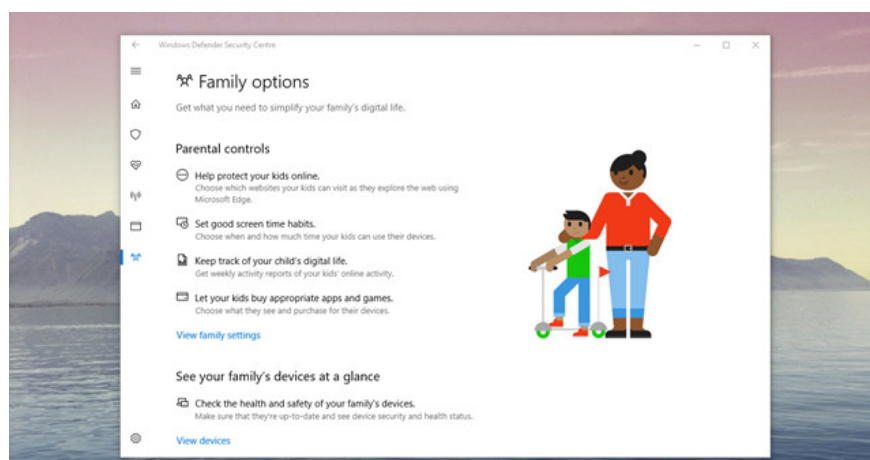 Windows Defender Security Centre
Family options
Get what you need to simplify your family's digital life.
Parental controls
Help protect your kids online.
Choose which websites your kids can visit as they explore the web using
Microsoft Edge.
Set good screen time habits.
Choose when and how much time your kids can use their devices.
Keep track of your child's digital life.
Get weekly activity reports of your kids' online activity.
Let your kids buy appropriate apps and games.
Choose what they see and purchase for their devices.
View family settings
See your family's devices at a glance
Check the health and safety of your family's devices.
Make sure that they're up-to-date and see device security and health status.
View devices